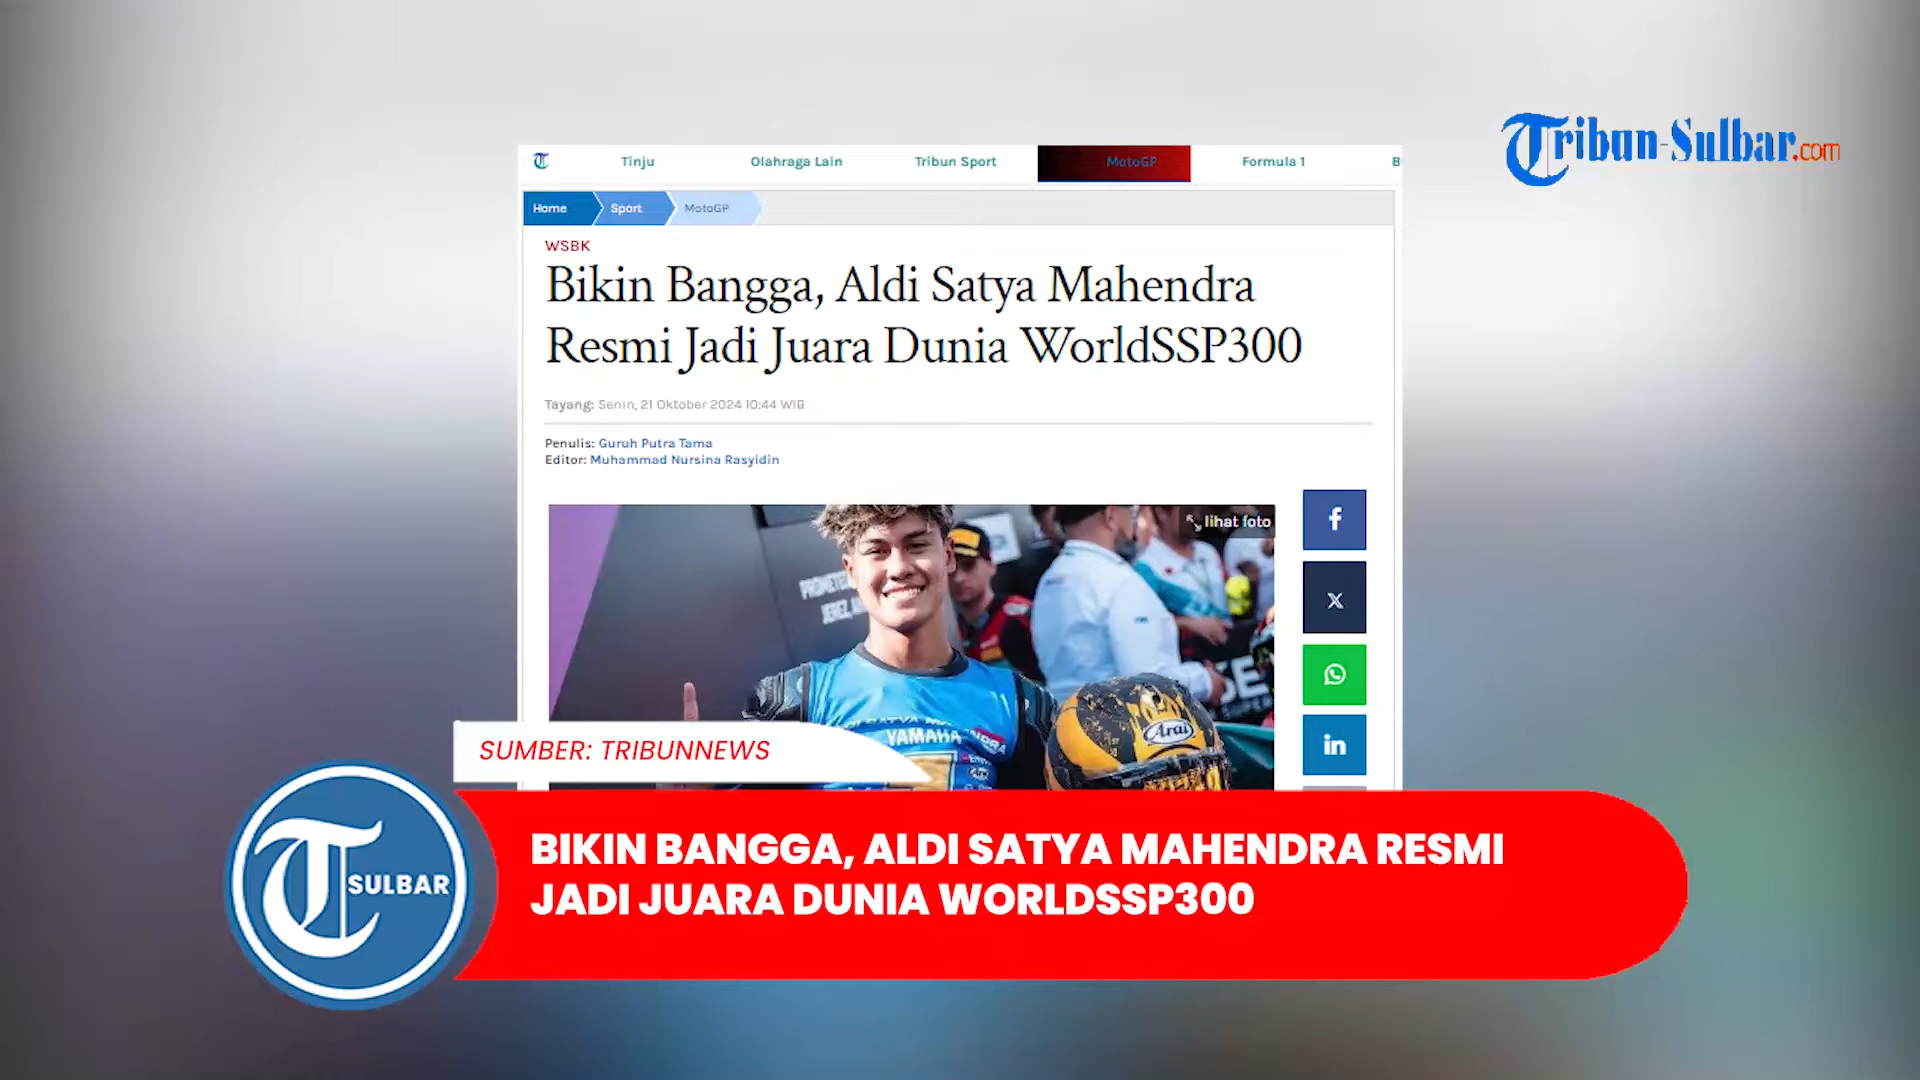 Tribun-Sulbar.com
Tinju Olahraga Lain Tribun Sport MotoGP Formula 1
Home Sport MotoGP
WSBK
Bikin Bangga, Aldi Satya Mahendra
Resmi Jadi Juara Dunia WorldSSP300
Tayang: Senin, 21 Oktober 2024 10:44 WIB
Penulis: Guruh Putra Tama
Editor: Muhammad Nursina Rasyidin
lihat foto
YAMAHA
Arai
SUMBER: TRIBUNNEWS
SULBAR
BIKIN BANGGA, ALDI SATYA MAHENDRA RESMI
JADI JUARA DUNIA WORLDSSP300